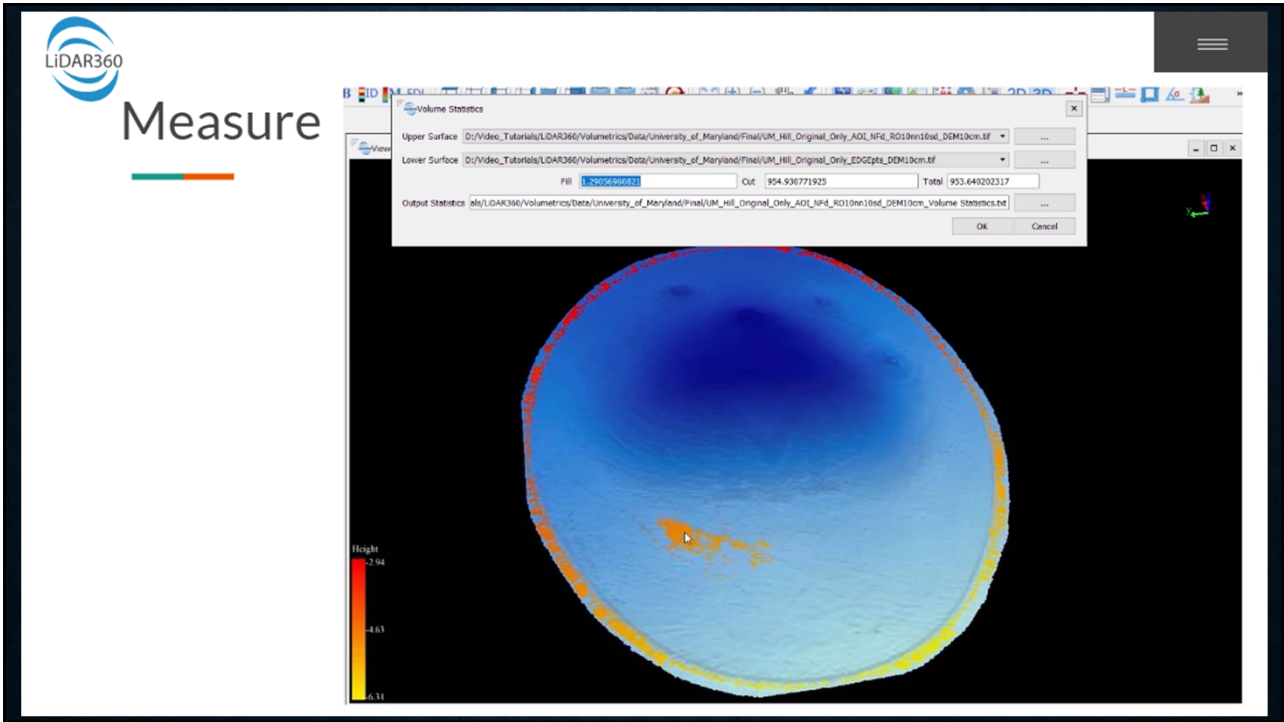 LiDAR360
Measure
Volume Statistics
Upper Surface D:/Video_Tutorials/LiDAR360/Volumetrics/Data/University_of_Maryland/Final/UM_Hill_Original_Only_AOI_NFd_RO10nn10sd_DEM10cm.tif ...
View
Lower Surface D:/Video_Tutorials/LiDAR360/Volumetrics/Data/University_of_Maryland/Final/UM_Hill_Original_Only_EDGEpts_DEM10cm.tif ...
Fill 1.29056960821 Cut 954.930771925 Total 953.640202317
Output Statistics als/LiDAR360/Volumetrics/Data/University_of_Maryland/Final/UM_Hill_Original_Only_AOI_NFd_RO10nn10sd_DEM10cm_Volume Statistics.txt ...
OK Cancel
y
Height
-2.94
-4.63
-6.31